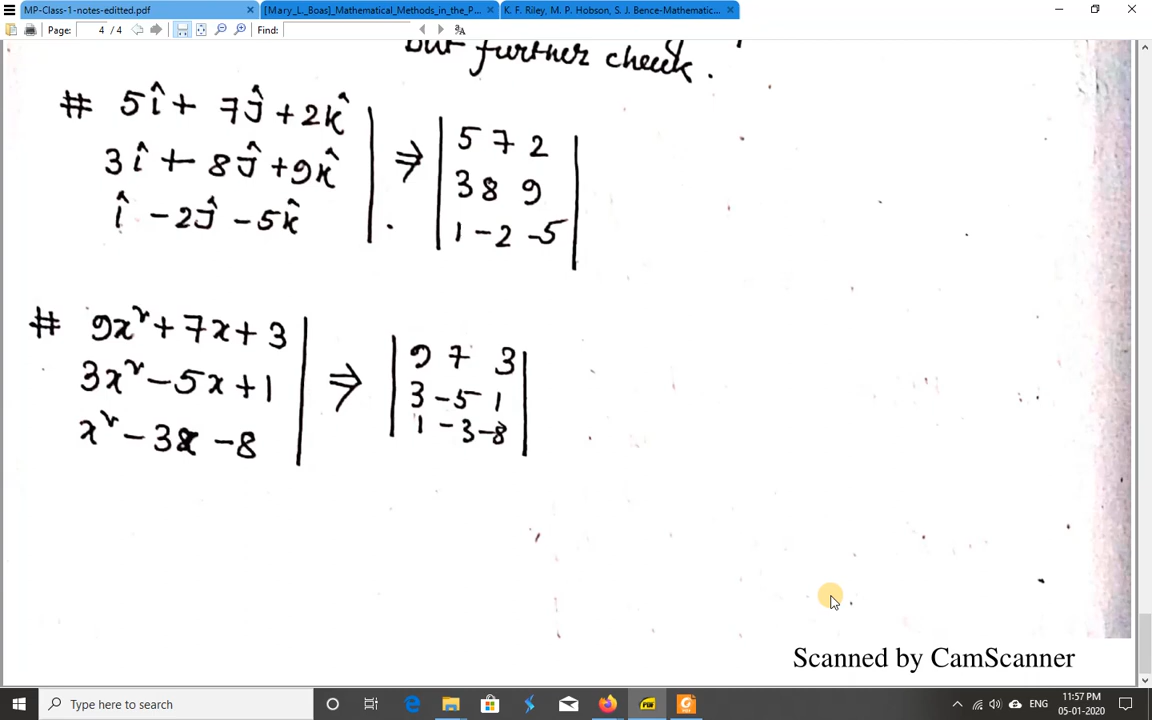 MP-Class-1-notes-editted.pdf
[Mary_L._Boas]_Mathematical_Methods_in_the_P...
K. F. Riley, M. P. Hobson, S. J. Bence-Mathematic...
Page: 4 / 4 Find:
but further check.
# 5î + 7ĵ + 2k̂ | ⇒ | 5 7 2 |
3î + 8ĵ + 9k̂ | 3 8 9 |
î - 2ĵ - 5k̂ | . | 1 -2 -5 |
# 9x² + 7x + 3 | ⇒ | 9 7 3 |
3x² - 5x + 1 | 3 -5 1 |
x² - 3x - 8 | 1 -3 -8 |
Scanned by CamScanner
Type here to search
ENG
11:57 PM
05-01-2020